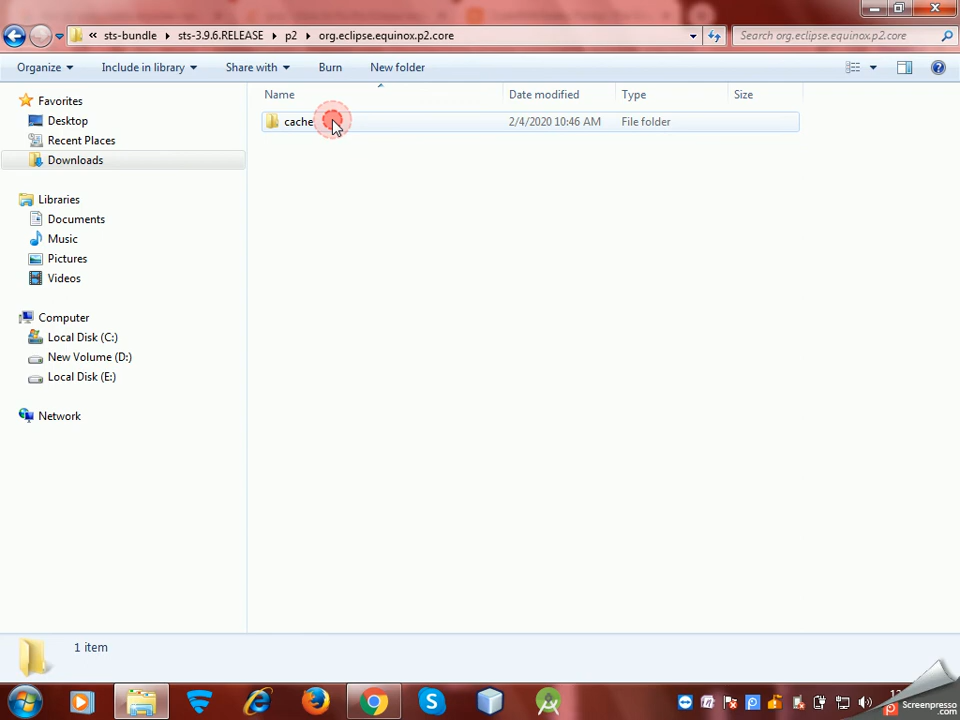 « sts-bundle ▸ sts-3.9.6.RELEASE ▸ p2 ▸ org.eclipse.equinox.p2.core
Search org.eclipse.equinox.p2.core
Organize Include in library Share with Burn New folder
Name Date modified Type Size
cache 2/4/2020 10:46 AM File folder
Favorites
Desktop
Recent Places
Downloads
Libraries
Documents
Music
Pictures
Videos
Computer
Local Disk (C:)
New Volume (D:)
Local Disk (E:)
Network
1 item
Screenpresso
.com